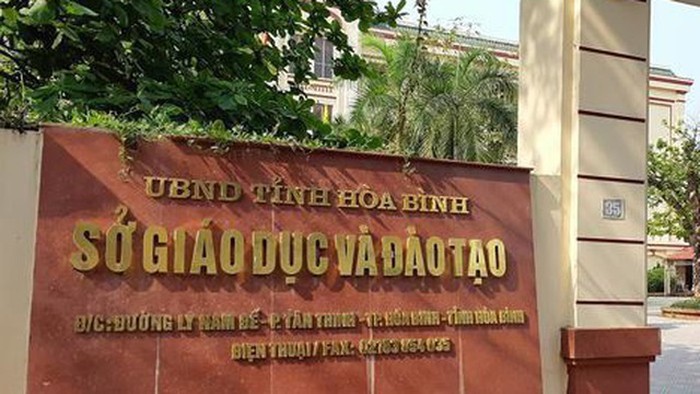 UBND TỈNH HÒA BÌNH
SỞ GIÁO DỤC VÀ ĐÀO TẠO
Đ/C: ĐƯỜNG LÝ NAM ĐẾ - P. TÂN THỊNH - TP. HÒA BÌNH - TỈNH HÒA BÌNH
ĐIỆN THOẠI / FAX: 02183 854 035
35